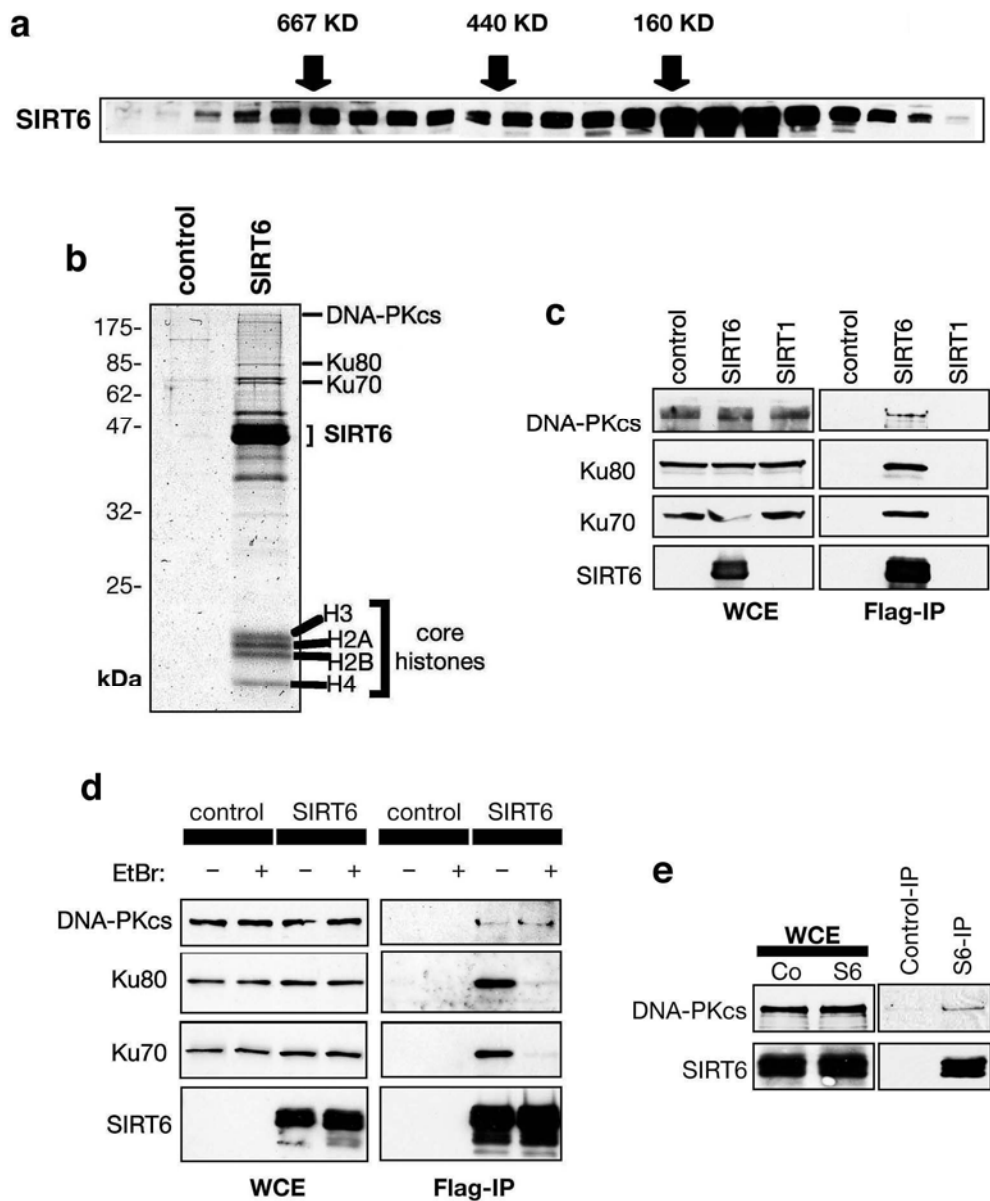 a
667 KD 440 KD 160 KD
SIRT6
b
control SIRT6
175-
85-
62-
47-
32-
25-
kDa
DNA-PKcs
Ku80
Ku70
] SIRT6
H3
H2A
H2B
H4
core
histones
c
control SIRT6 SIRT1 control SIRT6 SIRT1
DNA-PKcs
Ku80
Ku70
SIRT6
WCE Flag-IP
d
control SIRT6 control SIRT6
EtBr: – + – + – + – +
DNA-PKcs
Ku80
Ku70
SIRT6
WCE Flag-IP
e
WCE Control-IP S6-IP
Co S6
DNA-PKcs
SIRT6